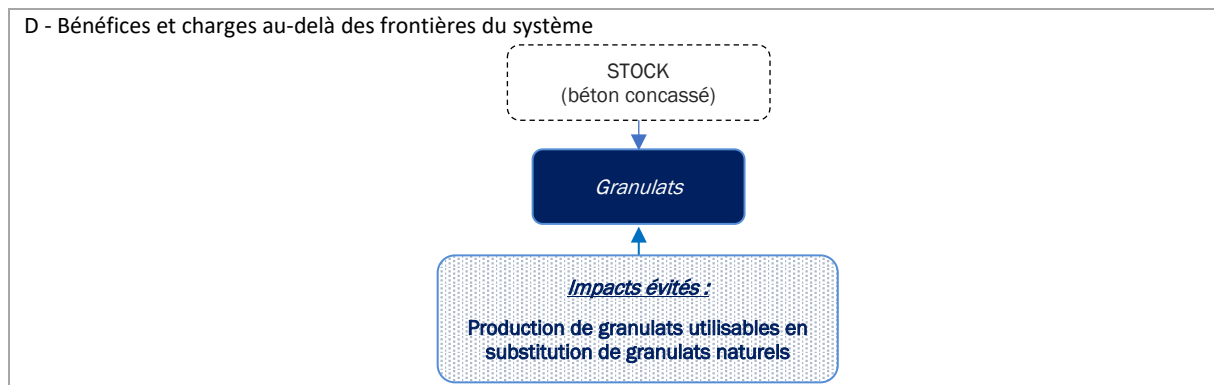 D - Bénéfices et charges au-delà des frontières du système
STOCK
(béton concassé)
Granulats
Impacts évités :
Production de granulats utilisables en
substitution de granulats naturels